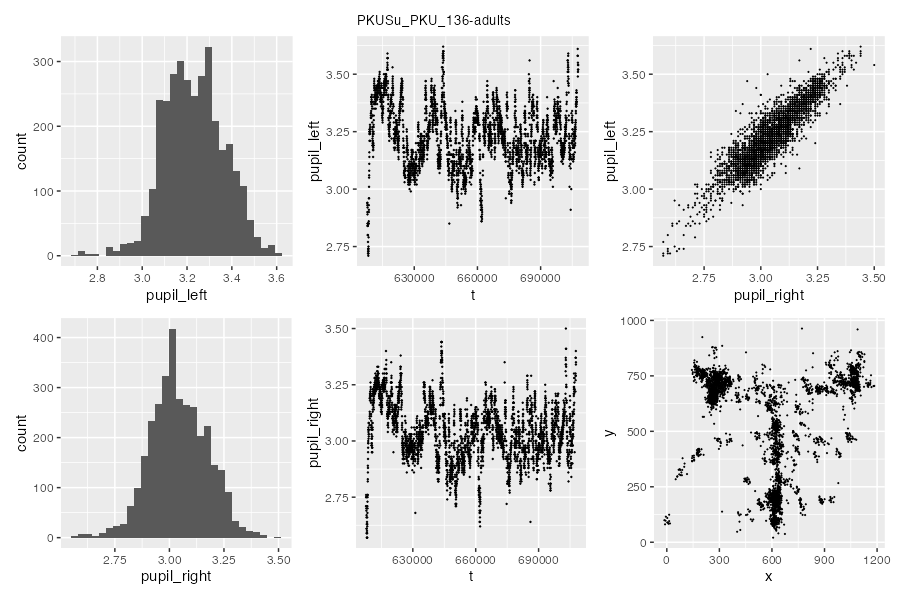 PKUSu_PKU_136-adults
count
300
200
100
0
2.8 3.0 3.2 3.4 3.6
pupil_left
pupil_left
3.50
3.25
3.00
2.75
630000 660000 690000
t
pupil_left
3.50
3.25
3.00
2.75
2.75 3.00 3.25 3.50
pupil_right
count
400
300
200
100
0
2.75 3.00 3.25 3.50
pupil_right
pupil_right
3.50
3.25
3.00
2.75
630000 660000 690000
t
y
1000
750
500
250
0
0 300 600 900 1200
x